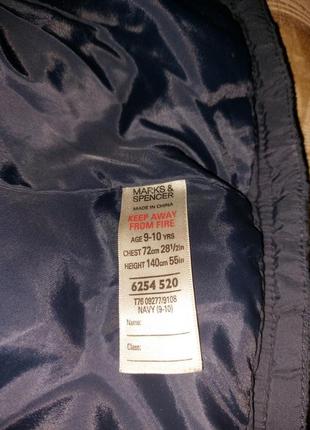 MARKS &
SPENCER
MADE IN CHINA
KEEP AWAY
FROM FIRE
AGE 9-10 YRS
CHEST 72cm 28½in
HEIGHT 140cm 55in
6254 520
T76 09277/9108
NAVY (9-10)
Name:
Class: